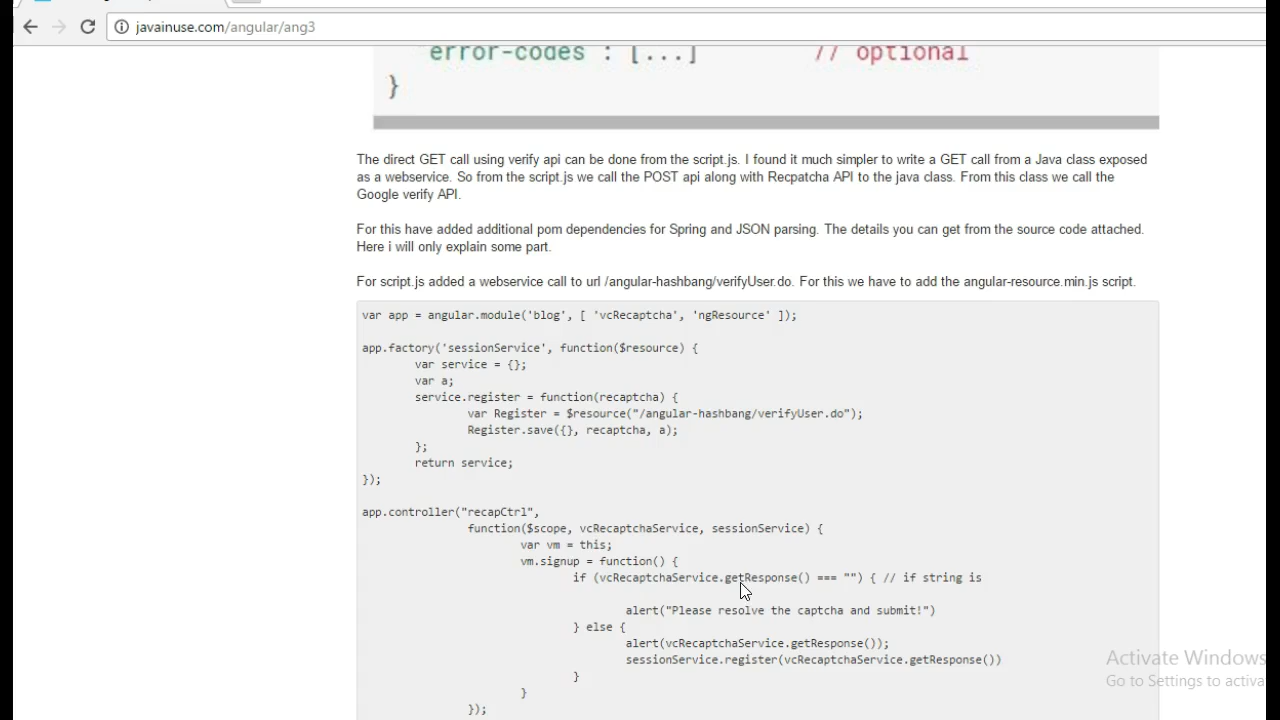 javainuse.com/angular/ang3
error-codes : [...] // optional
}
The direct GET call using verify api can be done from the script.js. I found it much simpler to write a GET call from a Java class exposed
as a webservice. So from the script.js we call the POST api along with Recpatcha API to the java class. From this class we call the
Google verify API.
For this have added additional pom dependencies for Spring and JSON parsing. The details you can get from the source code attached.
Here i will only explain some part.
For script.js added a webservice call to url /angular-hashbang/verifyUser.do. For this we have to add the angular-resource.min.js script.
var app = angular.module('blog', [ 'vcRecaptcha', 'ngResource' ]);
app.factory('sessionService', function($resource) {
var service = {};
var a;
service.register = function(recaptcha) {
var Register = $resource("/angular-hashbang/verifyUser.do");
Register.save({}, recaptcha, a);
};
return service;
});
app.controller("recapCtrl",
function($scope, vcRecaptchaService, sessionService) {
var vm = this;
vm.signup = function() {
if (vcRecaptchaService.getResponse() === "") { // if string is
alert("Please resolve the captcha and submit!")
} else {
alert(vcRecaptchaService.getResponse());
sessionService.register(vcRecaptchaService.getResponse())
}
}
});
Activate Windows
Go to Settings to activa